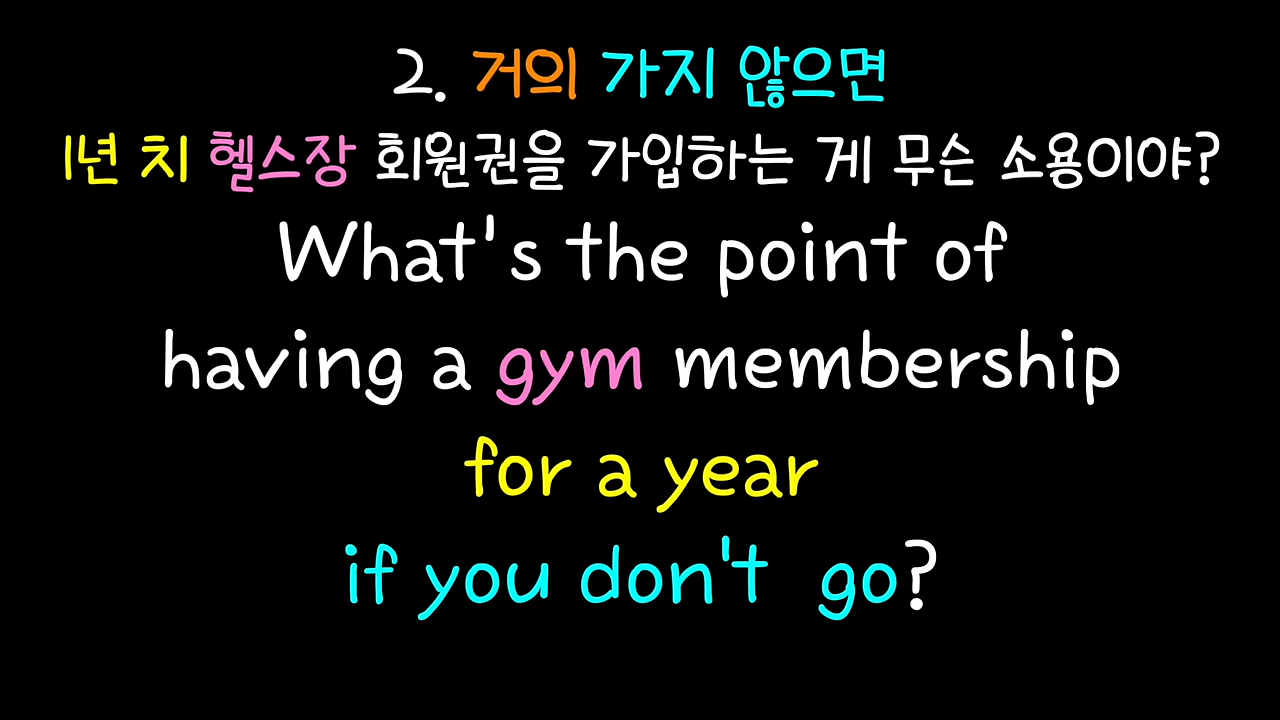 2. 거의 가지 않으면
1년 치 헬스장 회원권을 가입하는 게 무슨 소용이야?
What's the point of
having a gym membership
for a year
if you don't go?